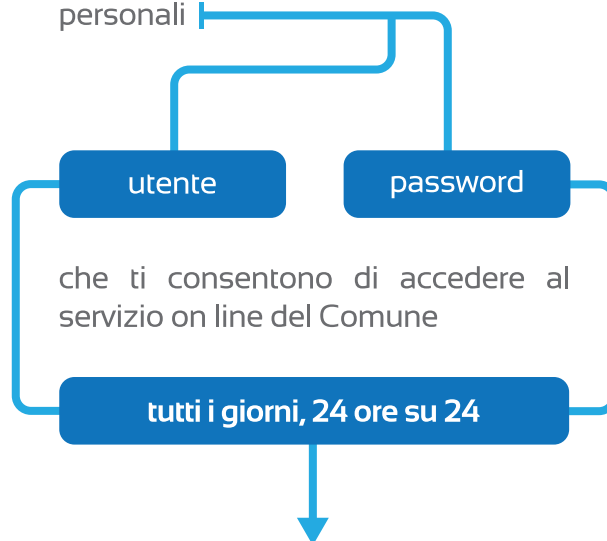 personali
utente
password
che ti consentono di accedere al
servizio on line del Comune
tutti i giorni, 24 ore su 24